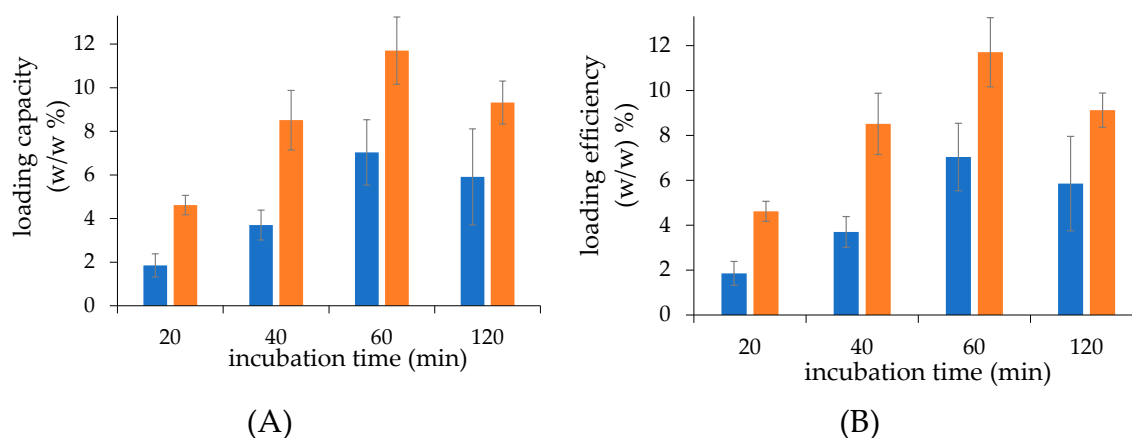 loading capacity
(w/w %)
12
10
8
6
4
2
0
20 40 60 120
incubation time (min)
(A)
loading efficiency
(w/w) %)
12
10
8
6
4
2
0
20 40 60 120
incubation time (min)
(B)